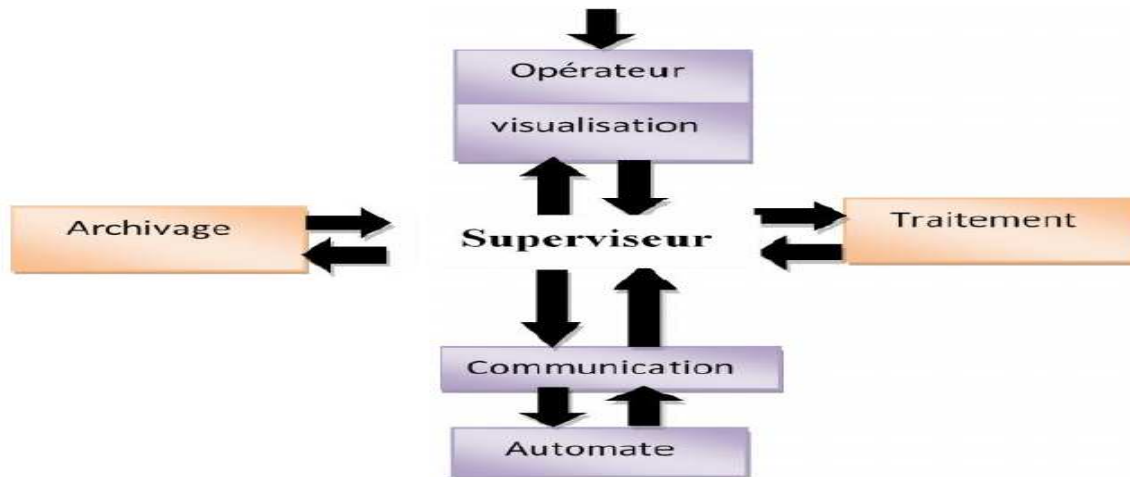 Opérateur
visualisation
Archivage
Superviseur
Traitement
Communication
Automate